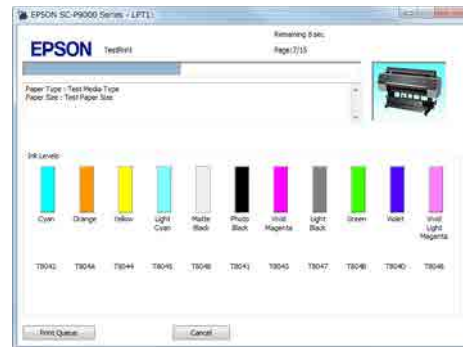 EPSON SC-P9000 Series - LPT1:
Remaining 8 sec.
EPSON TestPrint Page:7/15
Paper Type : Test Media Type
Paper Size : Test Paper Size
Ink Levels
Cyan Orange Yellow Light Cyan Matte Black Photo Black Vivid Magenta Light Black Green Violet Vivid Light Magenta
T8042 T804A T8044 T8045 T8048 T8041 T8043 T8047 T804B T804D T8046
Print Queue Cancel